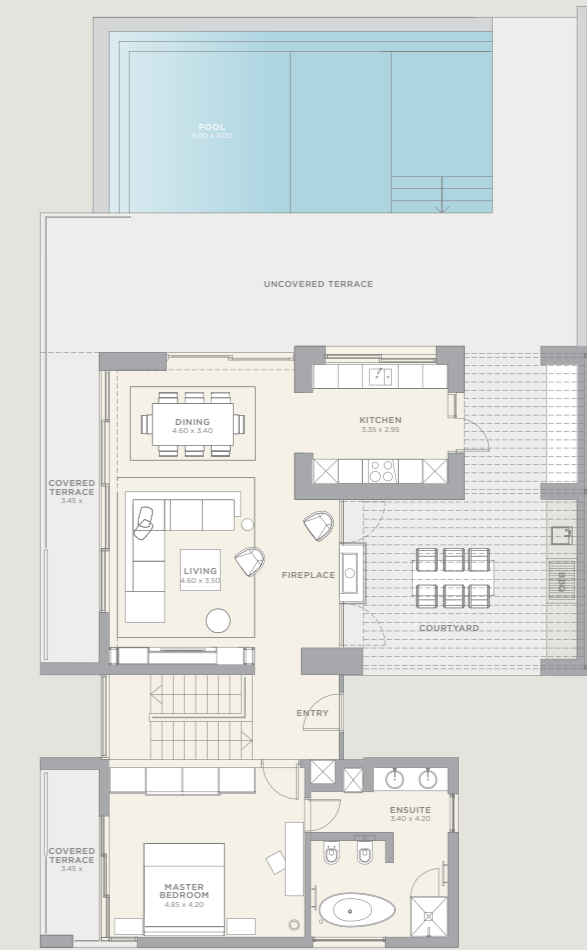 POOL
9.00 x 4.00
UNCOVERED TERRACE
DINING
4.60 x 3.40
KITCHEN
3.35 x 2.95
COVERED
TERRACE
3.45 x
LIVING
4.60 x 3.50
FIREPLACE
BBQ
COURTYARD
ENTRY
ENSUITE
3.40 x 4.20
COVERED
TERRACE
3.45 x
MASTER
BEDROOM
4.85 x 4.20